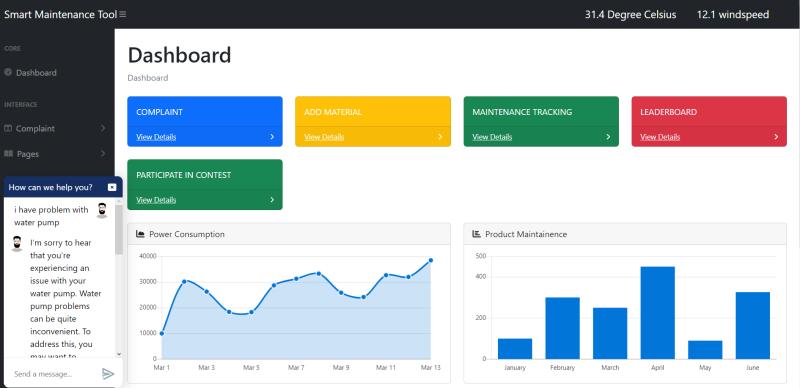 Smart Maintenance Tool
31.4 Degree Celsius 12.1 windspeed
CORE
Dashboard
INTERFACE
Complaint
Pages
Dashboard
Dashboard
COMPLAINT
View Details
ADD MATERIAL
View Details
MAINTENANCE TRACKING
View Details
LEADERBOARD
View Details
PARTICIPATE IN CONTEST
View Details
How can we help you?
i have problem with
water pump
I'm sorry to hear
that you're
experiencing an
issue with your
water pump. Water
pump problems
can be quite
inconvenient. To
address this, you
may want to
Send a message...
Power Consumption
40000
30000
20000
10000
0
Mar 1 Mar 3 Mar 5 Mar 7 Mar 9 Mar 11 Mar 13
Product Maintainence
500
400
200
0
January February March April May June